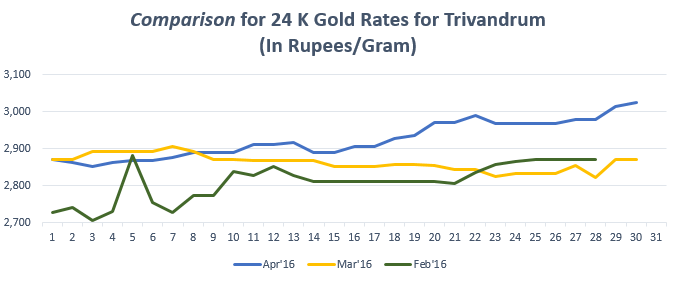 Comparison for 24 K Gold Rates for Trivandrum
(In Rupees/Gram)
3,100
3,000
2,900
2,800
2,700
1 2 3 4 5 6 7 8 9 10 11 12 13 14 15 16 17 18 19 20 21 22 23 24 25 26 27 28 29 30 31
Apr'16 Mar'16 Feb'16